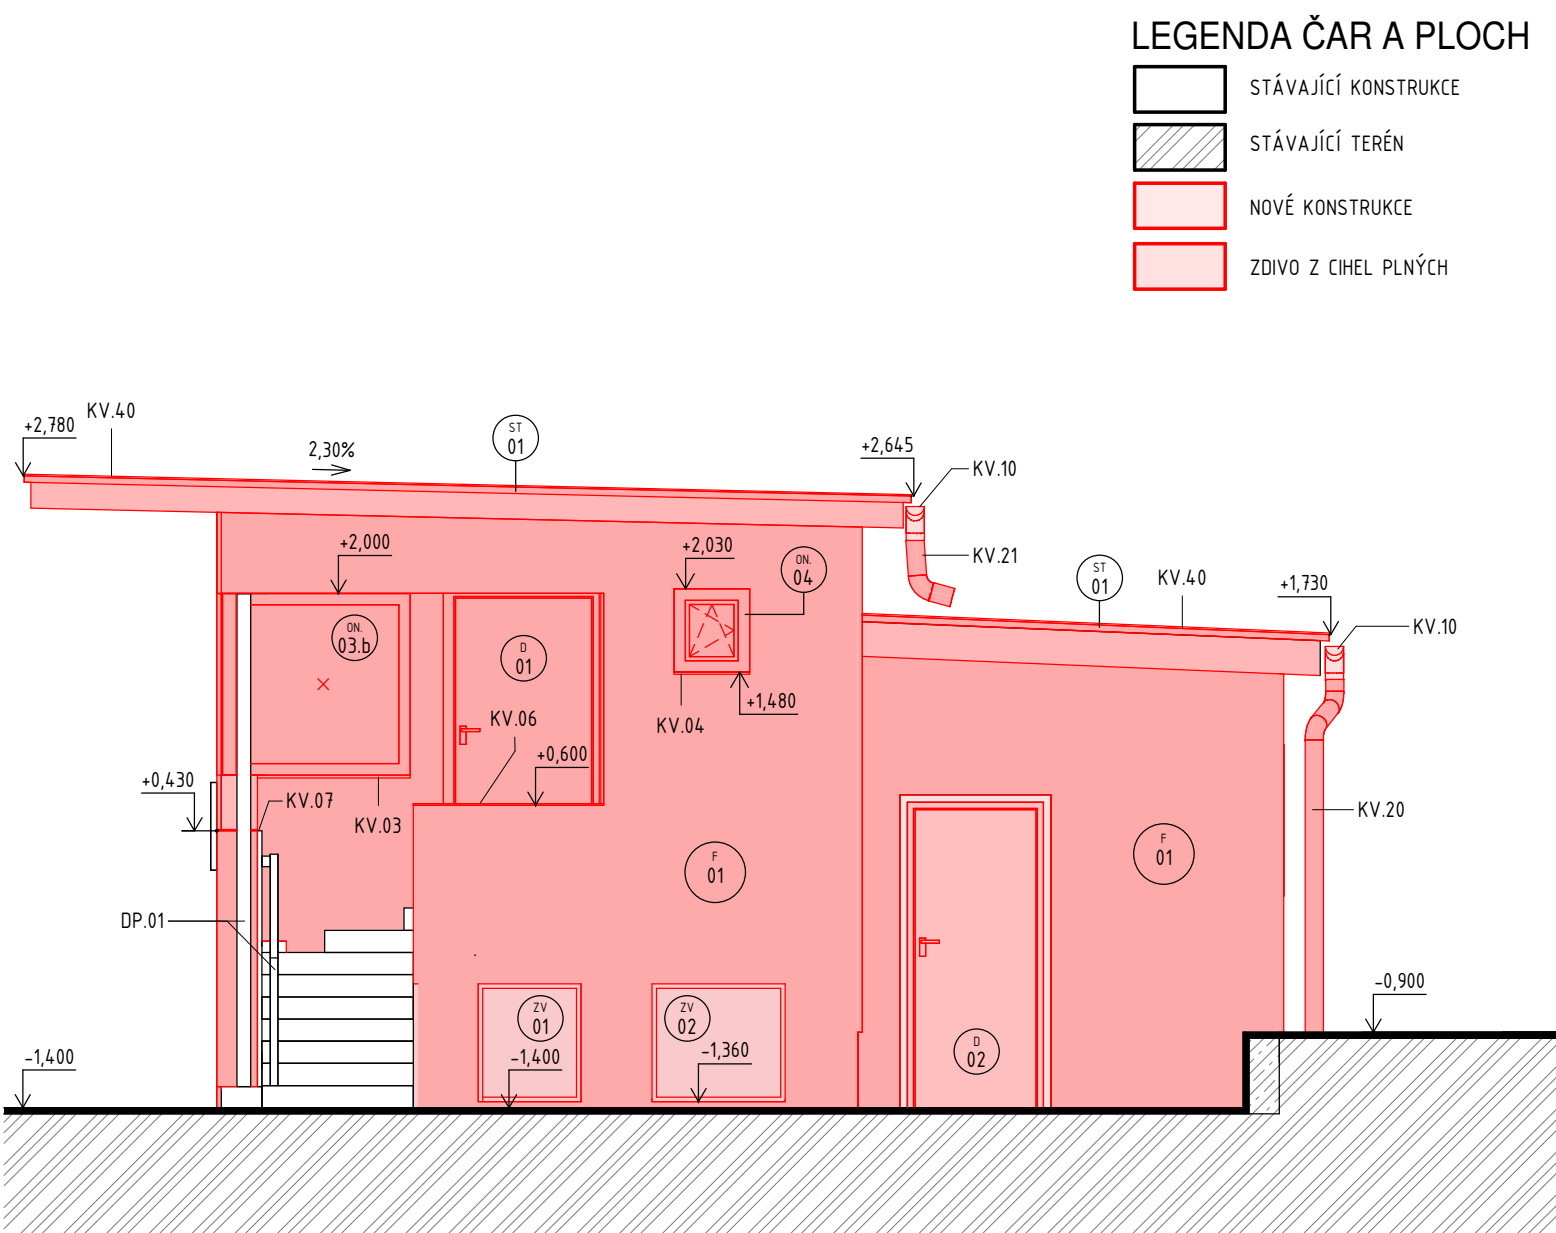 LEGENDA ČAR A PLOCH
STÁVAJÍCÍ KONSTRUKCE
STÁVAJÍCÍ TERÉN
NOVÉ KONSTRUKCE
ZDIVO Z CIHEL PLNÝCH
KV.40
+2,780
2,30%
ST
01
+2,645
KV.10
KV.21
+2,000
+2,030
ON.
04
ST
01
KV.40
+1,730
KV.10
ON.
03.b
D
01
+1,480
KV.04
KV.06
+0,600
+0,430
KV.07
KV.03
KV.20
F
01
F
01
DP.01
ZV
01
ZV
02
-1,400
-1,400
-1,360
D
02
-0,900